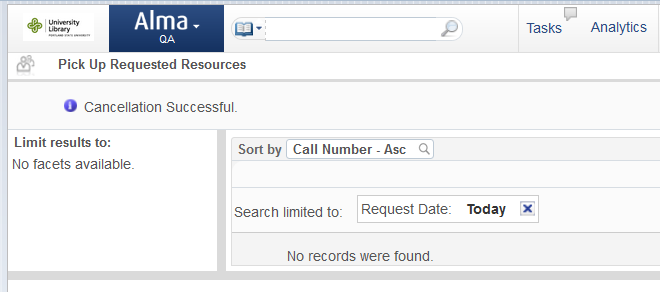 University
Library
PORTLAND STATE UNIVERSITY
Alma
QA
Tasks
Analytics
Pick Up Requested Resources
Cancellation Successful.
Limit results to:
No facets available.
Sort by Call Number - Asc
Search limited to: Request Date: Today
No records were found.